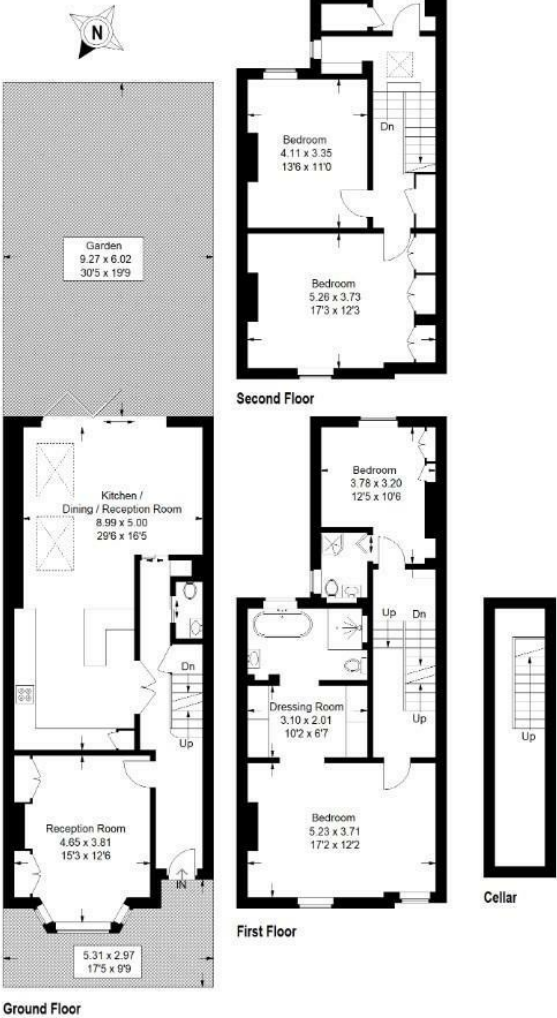 N
Garden
9.27 x 6.02
30'5 x 19'9
Kitchen /
Dining / Reception Room
8.99 x 5.00
29'6 x 16'5
Dn
Up
Reception Room
4.65 x 3.81
15'3 x 12'6
IN
5.31 x 2.97
17'5 x 9'9
Ground Floor
Dn
Bedroom
4.11 x 3.35
13'6 x 11'0
Bedroom
5.26 x 3.73
17'3 x 12'3
Second Floor
Bedroom
3.78 x 3.20
12'5 x 10'6
Up
Dn
Up
Dressing Room
3.10 x 2.01
10'2 x 6'7
Bedroom
5.23 x 3.71
17'2 x 12'2
First Floor
Up
Cellar